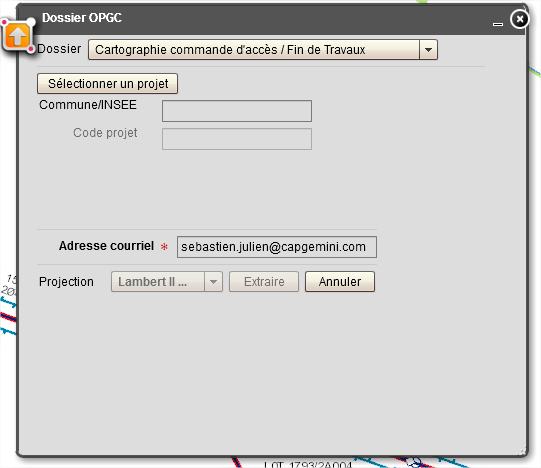 Dossier OPGC
Dossier Cartographie commande d'accès / Fin de Travaux
Sélectionner un projet
Commune/INSEE
Code projet
Adresse courriel * sebastien.julien@capgemini.com
Projection Lambert II ... Extraire Annuler
LOT 1793/2A004